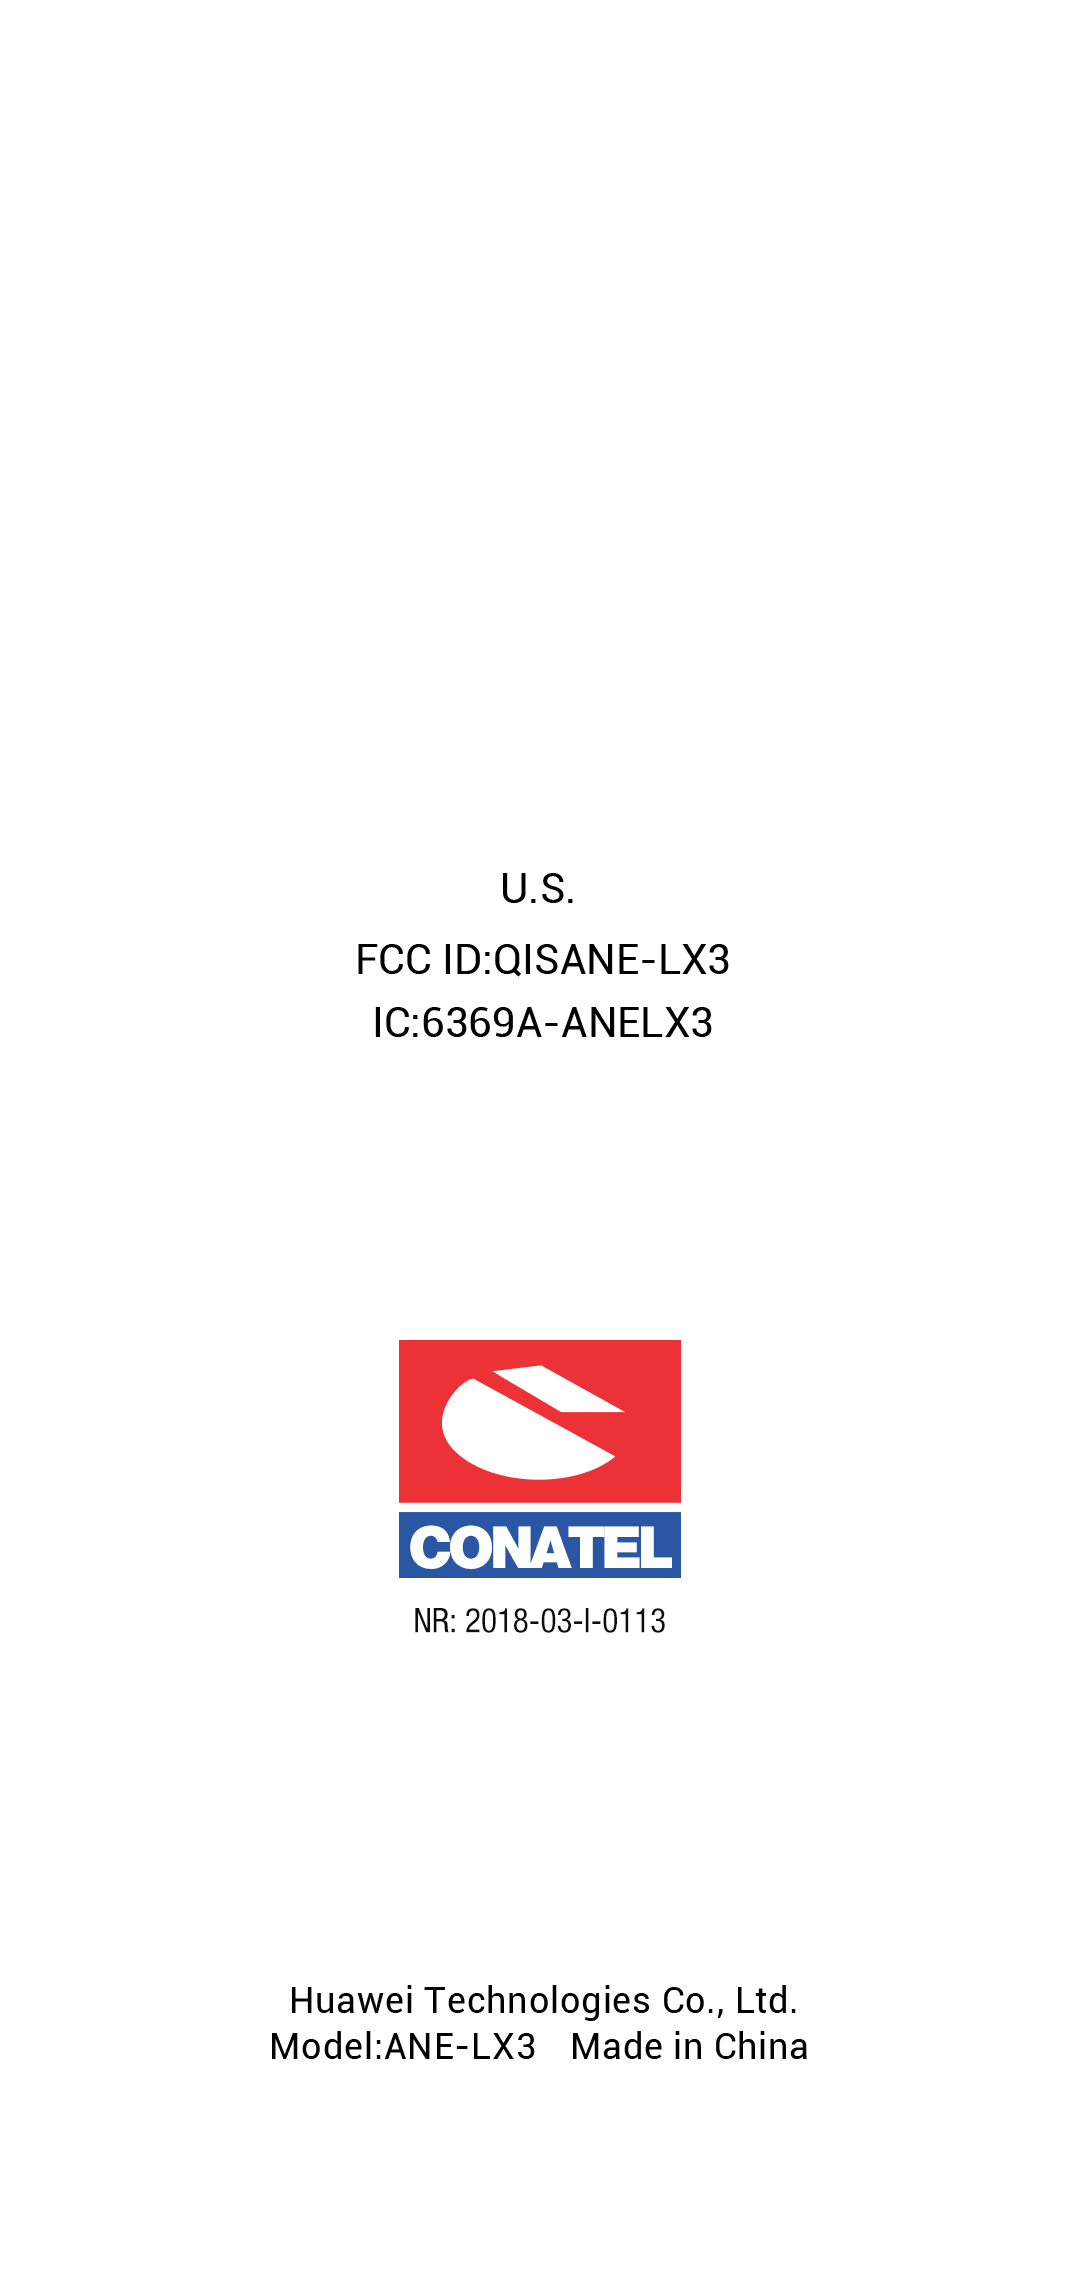 U.S.
FCC ID:QISANE-LX3
IC:6369A-ANELX3
CONATEL
NR: 2018-03-I-0113
Huawei Technologies Co., Ltd.
Model:ANE-LX3 Made in China